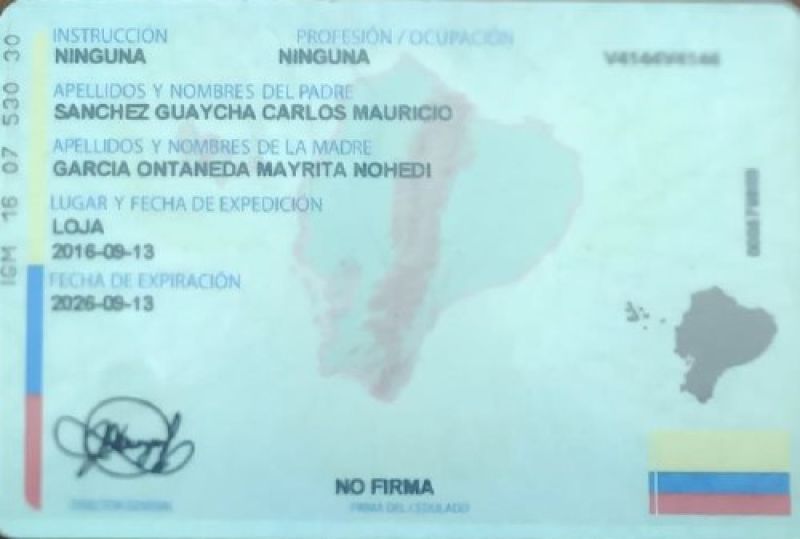 INSTRUCCIÓN PROFESIÓN / OCUPACIÓN
NINGUNA NINGUNA V4144V4144
APELLIDOS Y NOMBRES DEL PADRE
SANCHEZ GUAYCHA CARLOS MAURICIO
APELLIDOS Y NOMBRES DE LA MADRE
GARCIA ONTANEDA MAYRITA NOHEDI
LUGAR Y FECHA DE EXPEDICIÓN
LOJA
2016-09-13
FECHA DE EXPIRACIÓN
2026-09-13
NO FIRMA
DIRECTOR GENERAL FIRMA DEL CEDULADO
IGM 16 07 530 30